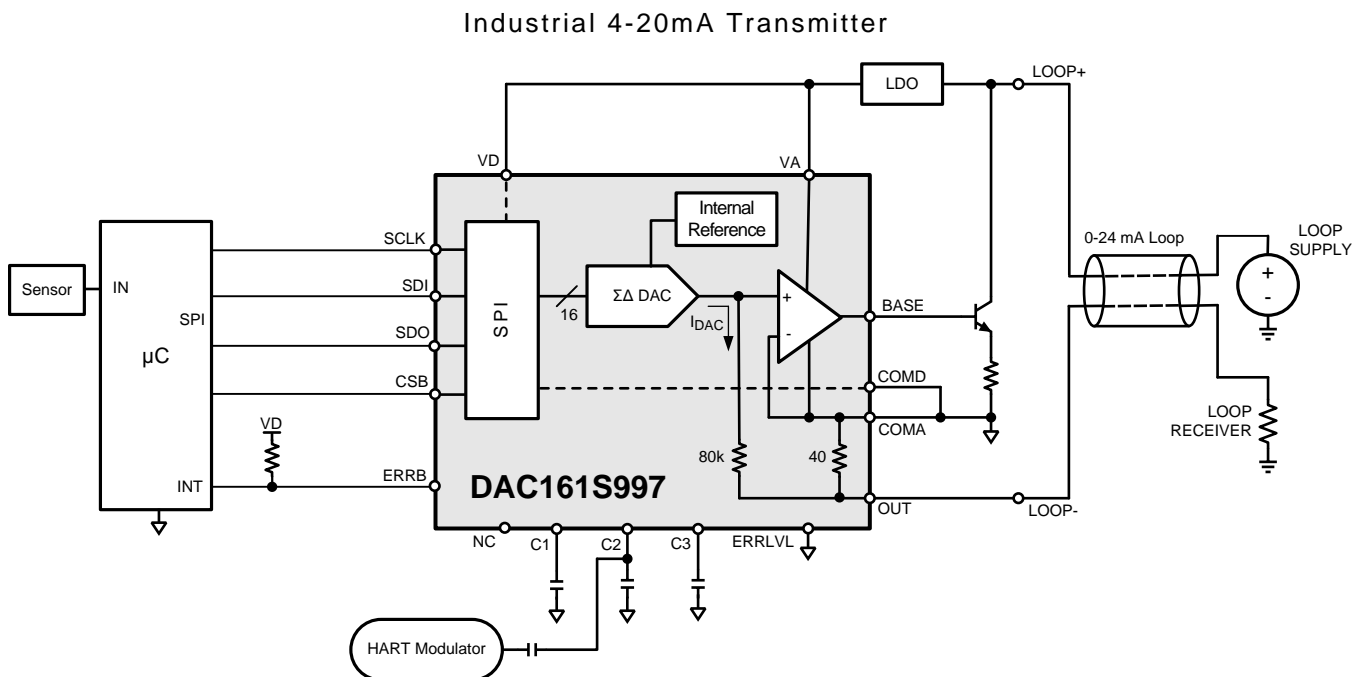 Industrial 4-20mA Transmitter
LDO
LOOP+
VD
VA
Internal
Reference
SCLK
0-24 mA Loop
LOOP
SUPPLY
Sensor
IN
SDI
SPI
ΣΔ DAC
16
IDAC
+
-
BASE
+
-
SPI
µC
SDO
CSB
COMD
COMA
VD
80k
40
LOOP
RECEIVER
INT
ERRB
DAC161S997
OUT
LOOP-
NC
C1
C2
C3
ERRLVL
HART Modulator